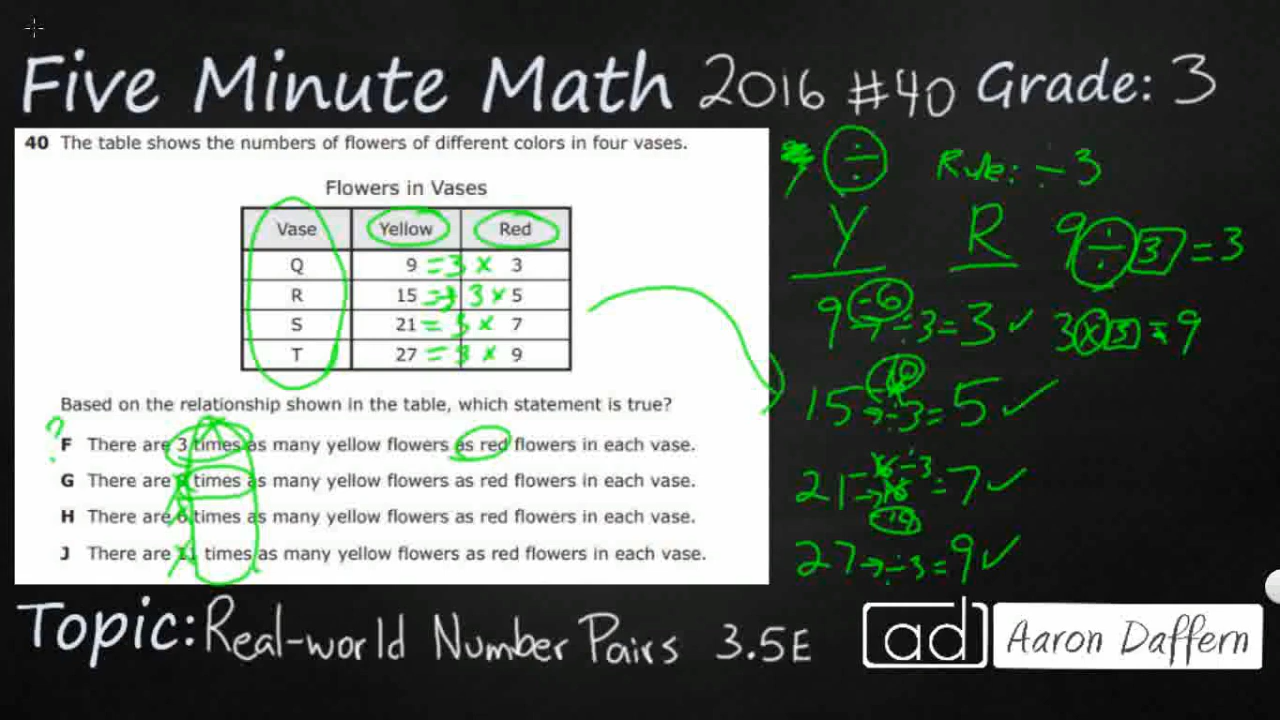 Five Minute Math 2016 #40 Grade: 3
40 The table shows the numbers of flowers of different colors in four vases.
Flowers in Vases
Vase Yellow Red
Q 9 = 3 × 3
R 15 = 3 × 5
S 21 = 3 × 7
T 27 = 3 × 9
Based on the relationship shown in the table, which statement is true?
? F There are 3 times as many yellow flowers as red flowers in each vase.
G There are times as many yellow flowers as red flowers in each vase.
H There are 6 times as many yellow flowers as red flowers in each vase.
J There are 11 times as many yellow flowers as red flowers in each vase.
÷ Rule: ÷ 3
Y R
9 ÷ 3 = 3
9 -6 ÷3 = 3 ✓
3 × 3 = 9
15 → ÷3 = 5 ✓
21 → ÷3 = 7 ✓
27 → ÷3 = 9 ✓
Topic: Real-world Number Pairs 3.5E
ad Aaron Daffern